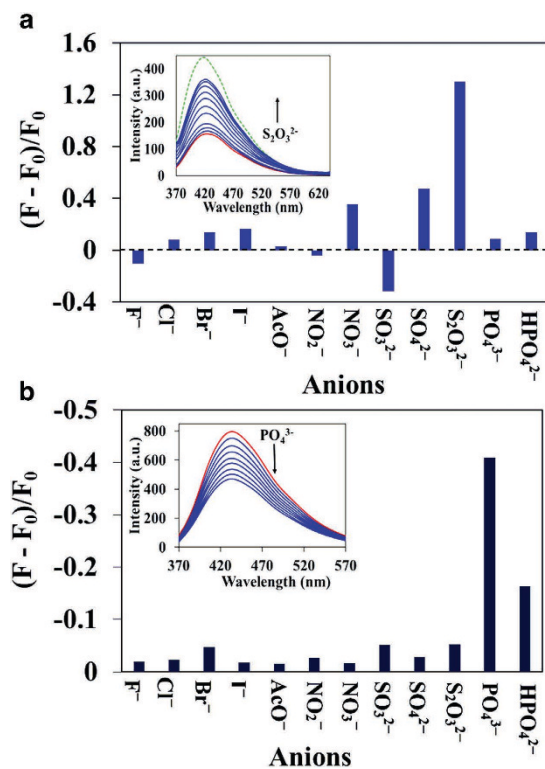 a
(F - F₀)/F₀
1.6
1.2
0.8
0.4
0
-0.4
Intensity (a.u.)
400
300
200
100
0
S₂O₃²⁻
370 420 470 520 570 620
Wavelength (nm)
F⁻ Cl⁻ Br⁻ I⁻ AcO⁻ NO₂⁻ NO₃⁻ SO₃²⁻ SO₄²⁻ S₂O₃²⁻ PO₄³⁻ HPO₄²⁻
Anions
b
(F - F₀)/F₀
-0.5
-0.4
-0.3
-0.2
-0.1
0
Intensity (a.u.)
800
600
400
200
0
PO₄³⁻
370 420 470 520 570
Wavelength (nm)
F⁻ Cl⁻ Br⁻ I⁻ AcO⁻ NO₂⁻ NO₃⁻ SO₃²⁻ SO₄²⁻ S₂O₃²⁻ PO₄³⁻ HPO₄²⁻
Anions